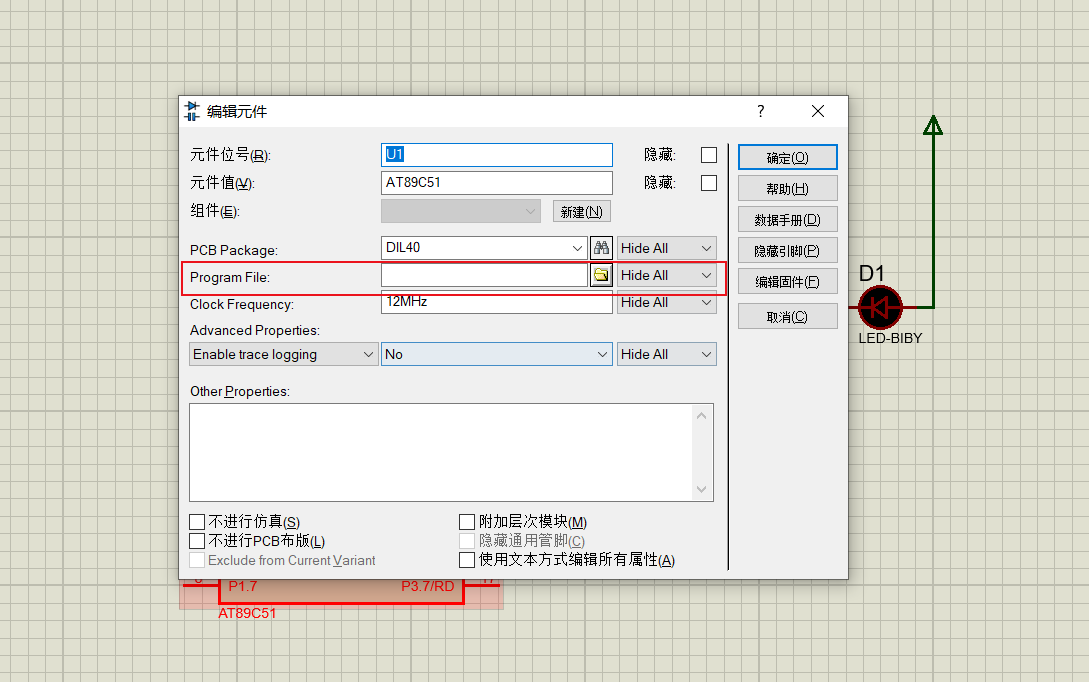 编辑元件 ?
元件位号(R): U1 隐藏:
元件值(V): AT89C51 隐藏:
组件(E): 新建(N)
PCB Package: DIL40 Hide All
Program File: Hide All
Clock Frequency: 12MHz Hide All
Advanced Properties:
Enable trace logging No Hide All
Other Properties:
不进行仿真(S) 附加层次模块(M)
不进行PCB布版(L) 隐藏通用管脚(C)
Exclude from Current Variant 使用文本方式编辑所有属性(A)
确定(O)
帮助(H)
数据手册(D)
隐藏引脚(P)
编辑固件(F)
取消(C)
D1
LED-BIBY
P1.7 P3.7/RD
AT89C51